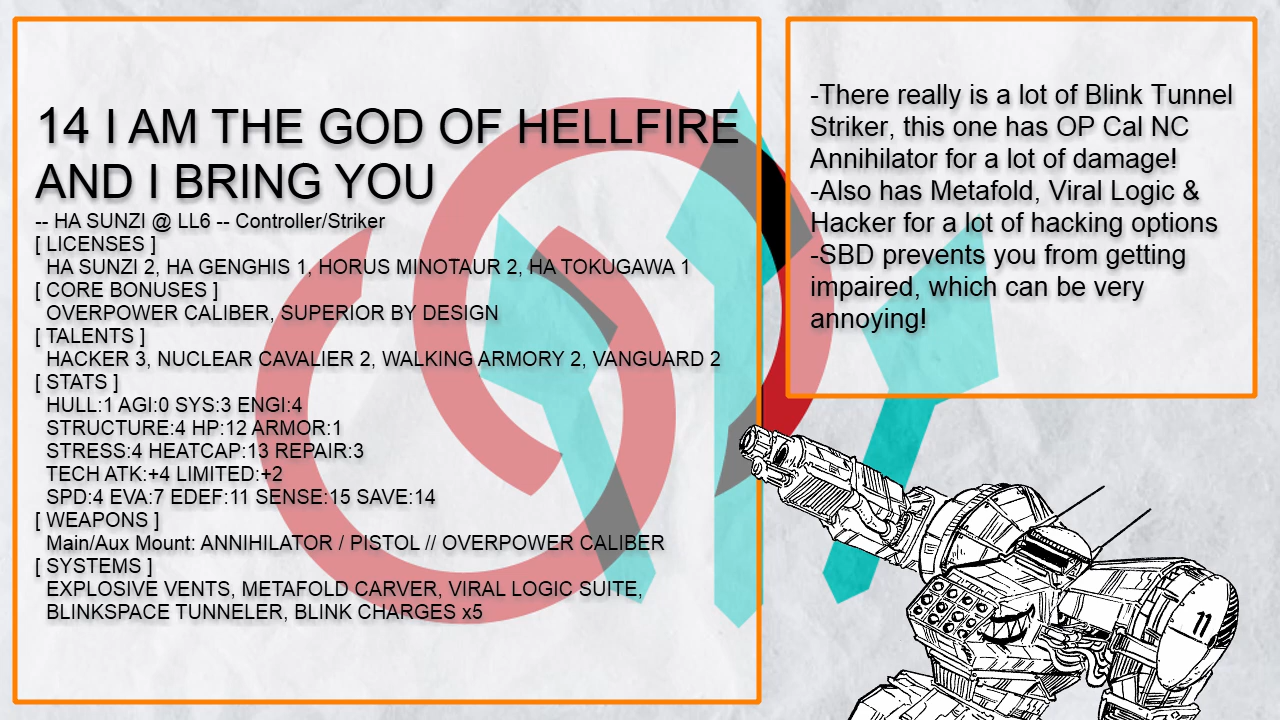 14 I AM THE GOD OF HELLFIRE
AND I BRING YOU
-- HA SUNZI @ LL6 -- Controller/Striker
[ LICENSES ]
HA SUNZI 2, HA GENGHIS 1, HORUS MINOTAUR 2, HA TOKUGAWA 1
[ CORE BONUSES ]
OVERPOWER CALIBER, SUPERIOR BY DESIGN
[ TALENTS ]
HACKER 3, NUCLEAR CAVALIER 2, WALKING ARMORY 2, VANGUARD 2
[ STATS ]
HULL:1 AGI:0 SYS:3 ENGI:4
STRUCTURE:4 HP:12 ARMOR:1
STRESS:4 HEATCAP:13 REPAIR:3
TECH ATK:+4 LIMITED:+2
SPD:4 EVA:7 EDEF:11 SENSE:15 SAVE:14
[ WEAPONS ]
Main/Aux Mount: ANNIHILATOR / PISTOL // OVERPOWER CALIBER
[ SYSTEMS ]
EXPLOSIVE VENTS, METAFOLD CARVER, VIRAL LOGIC SUITE,
BLINKSPACE TUNNELER, BLINK CHARGES x5
-There really is a lot of Blink Tunnel
Striker, this one has OP Cal NC
Annihilator for a lot of damage!
-Also has Metafold, Viral Logic &
Hacker for a lot of hacking options
-SBD prevents you from getting
impaired, which can be very
annoying!
11